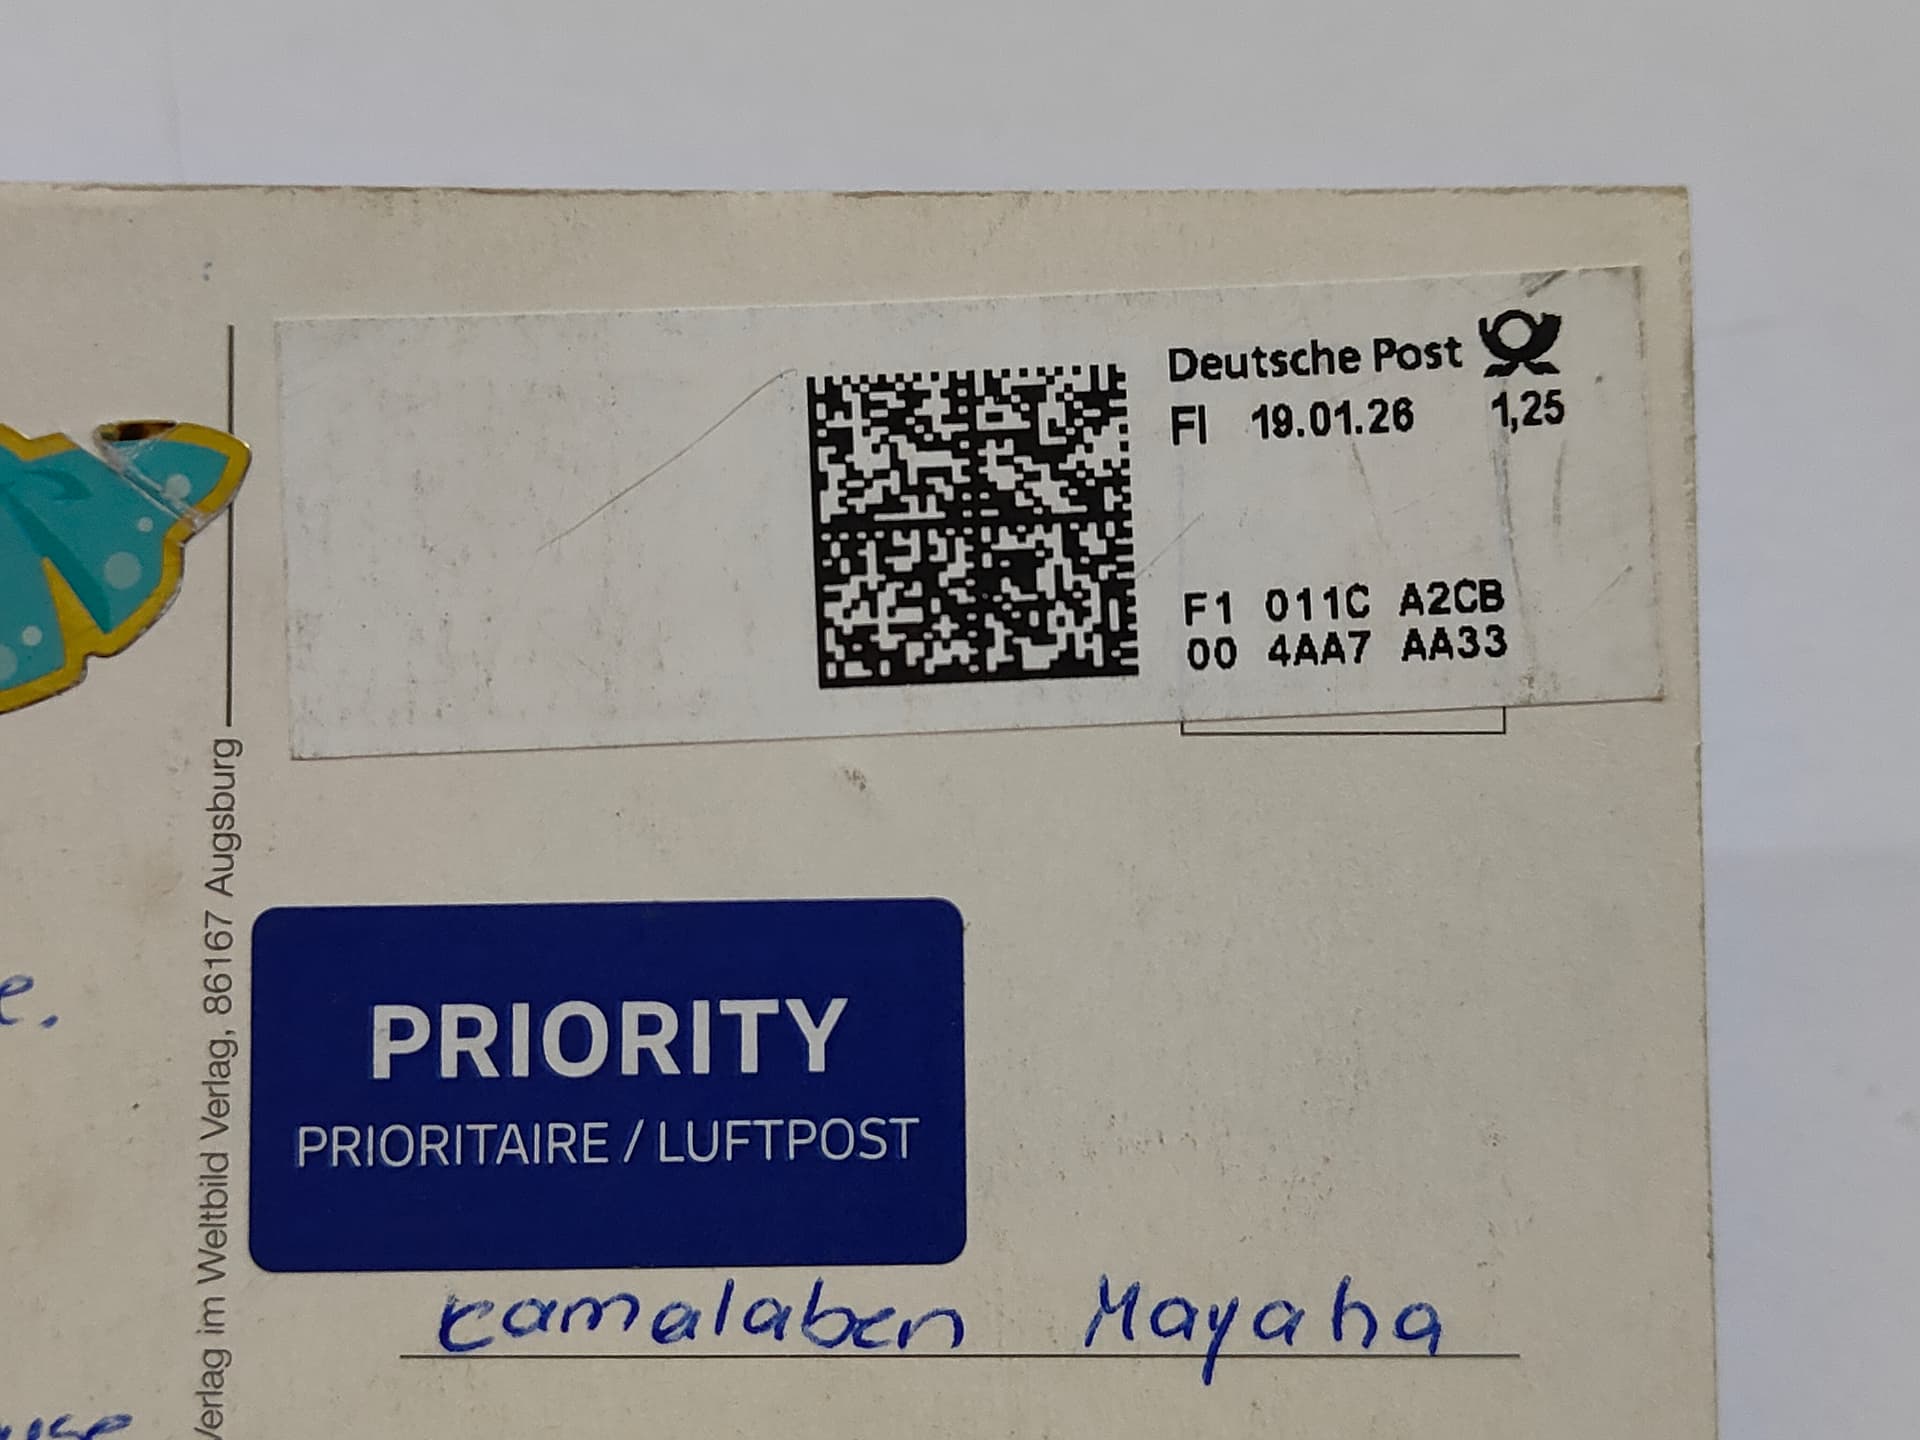 Deutsche Post
FI 19.01.26 1,25
F1 011C A2CB
00 4AA7 AA33
Verlag im Weltbild Verlag, 86167 Augsburg
PRIORITY
PRIORITAIRE / LUFTPOST
Kamalaben Mayaha